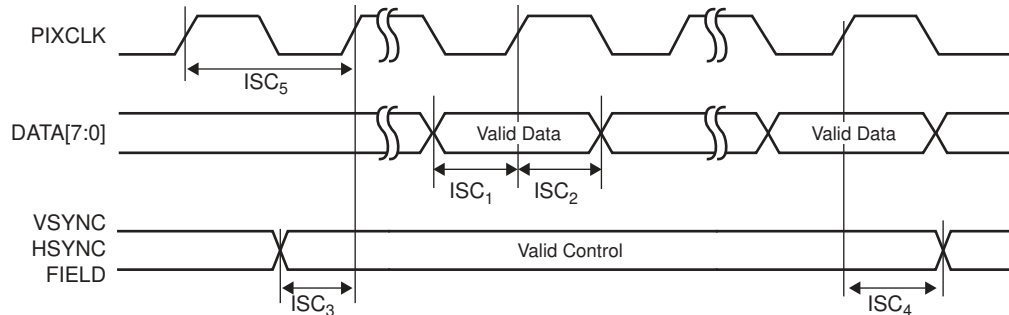 PIXCLK
ISC5
DATA[7:0]
Valid Data
Valid Data
ISC1
ISC2
VSYNC
HSYNC
FIELD
Valid Control
ISC3
ISC4